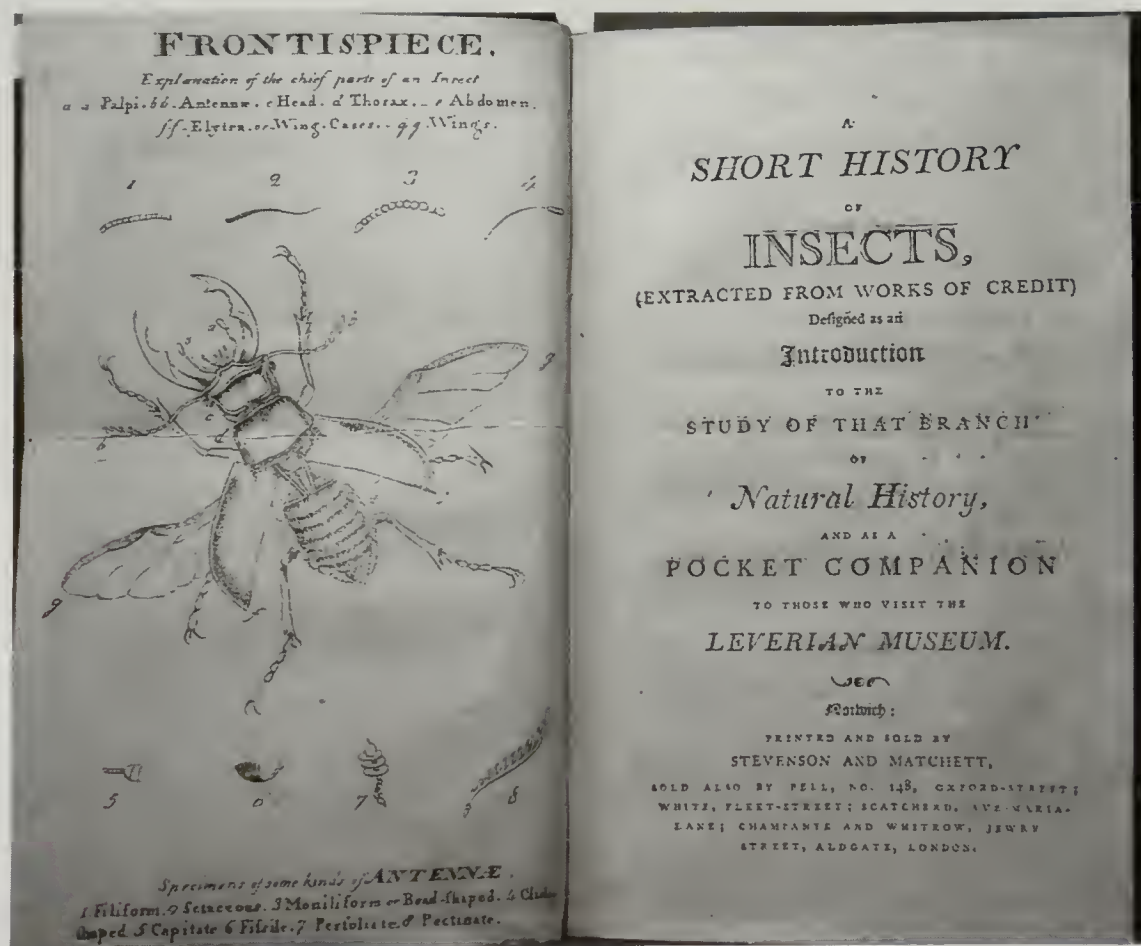 FRONTISPIECE.
Explanation of the chief parts of an Insect
a a Palpi. bb. Antennæ. c Head. d Thorax. _ e Abdomen.
ff. Elytra. or. Wing. Cases. . gg. Wings.
1 2 3 4
g
c
d
g
5 6 7 8
Specimens of some kinds of ANTENNÆ.
1 Filiform. 2 Setaceous. 3 Moniliform or Bead-shaped. 4
shaped 5 Capitate 6 Fissile. 7 Perfoliate. 8 Pectinate.
A
SHORT HISTORY
OF
INSECTS,
(EXTRACTED FROM WORKS OF CREDIT)
Deſigned as an
Introduction
TO THE
STUDY OF THAT BRANCH
OF
Natural History,
AND AS A
POCKET COMPANION
TO THOSE WHO VISIT THE
LEVERIAN MUSEUM.
Norwich:
PRINTED AND SOLD BY
STEVENSON AND MATCHETT,
SOLD ALSO BY PELL, NO. 148, OXFORD-STREET;
WHITE, FLEET-STREET; SCATCHERD, AVE-MARIA-
LANE; CHAMPANTE AND WHITROW, JEWRY
STREET, ALDGATE, LONDON.